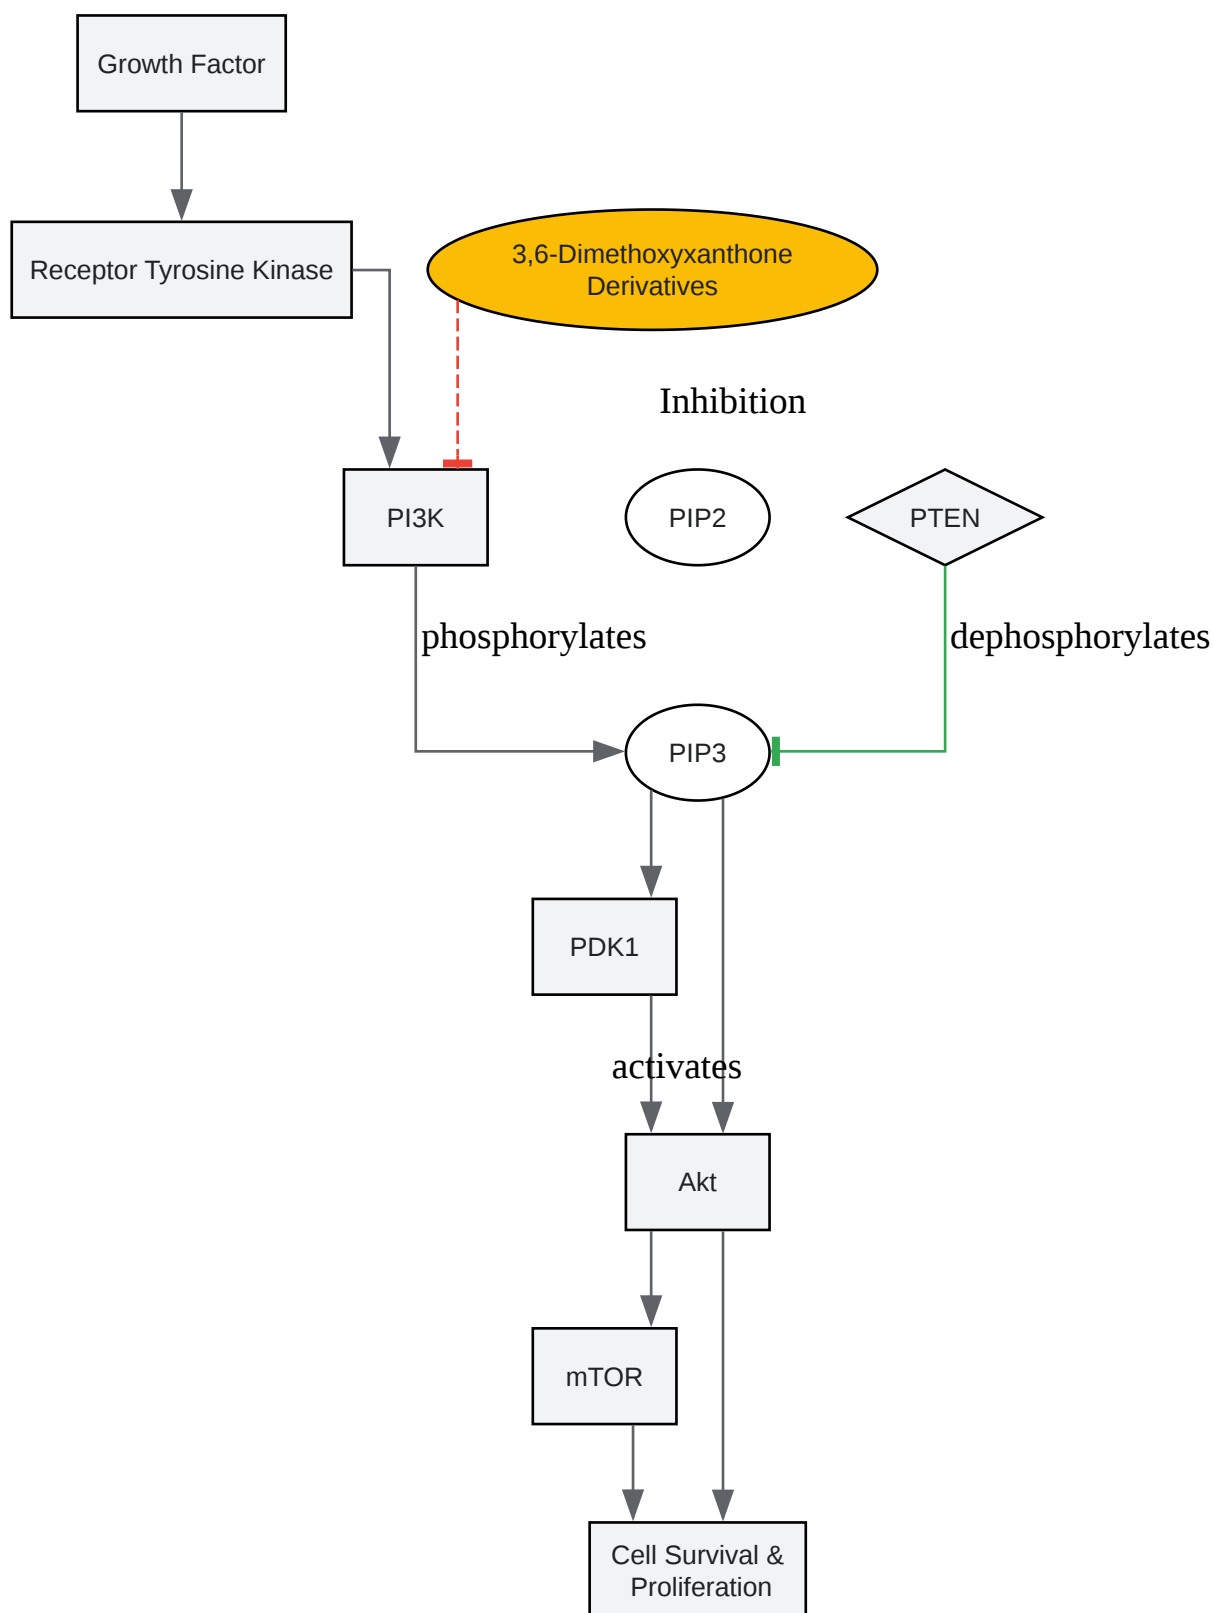 Growth Factor
Receptor Tyrosine Kinase
3,6-Dimethoxyxanthone
Derivatives
Inhibition
PI3K
PIP2
PTEN
phosphorylates
dephosphorylates
PIP3
PDK1
activates
Akt
mTOR
Cell Survival &
Proliferation